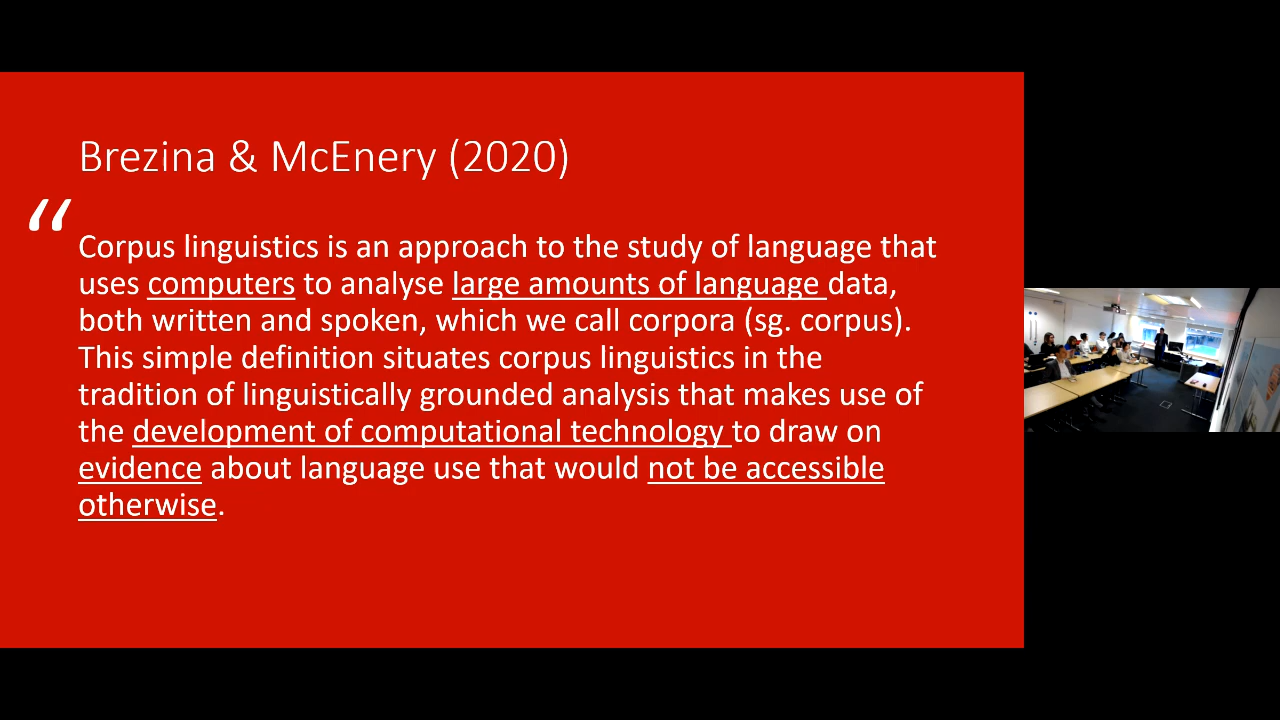 Brezina & McEnery (2020)
“
Corpus linguistics is an approach to the study of language that
uses computers to analyse large amounts of language data,
both written and spoken, which we call corpora (sg. corpus).
This simple definition situates corpus linguistics in the
tradition of linguistically grounded analysis that makes use of
the development of computational technology to draw on
evidence about language use that would not be accessible
otherwise.